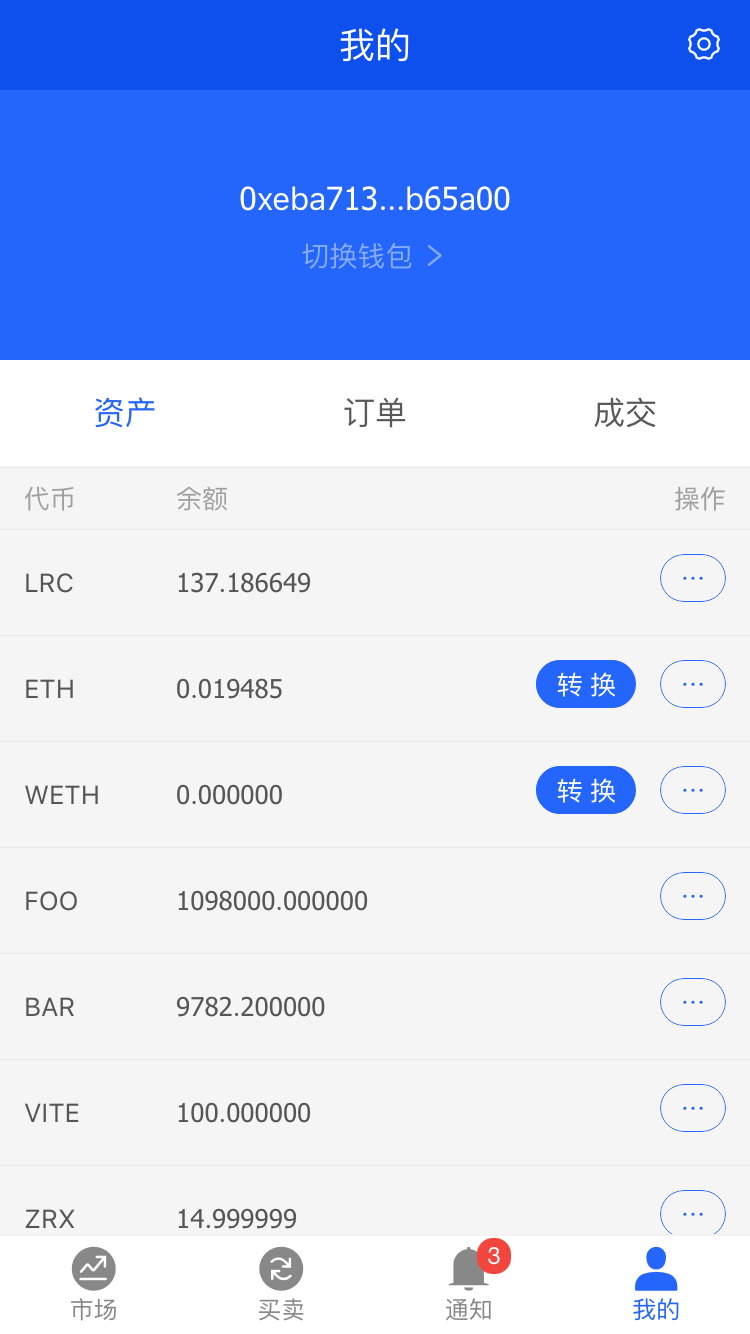 我的
0xeba713...b65a00
切换钱包 >
资产 订单 成交
代币 余额 操作
LRC 137.186649 ···
ETH 0.019485 转换 ···
WETH 0.000000 转换 ···
FOO 1098000.000000 ···
BAR 9782.200000 ···
VITE 100.000000 ···
ZRX 14.999999 ···
3
市场 买卖 通知 我的